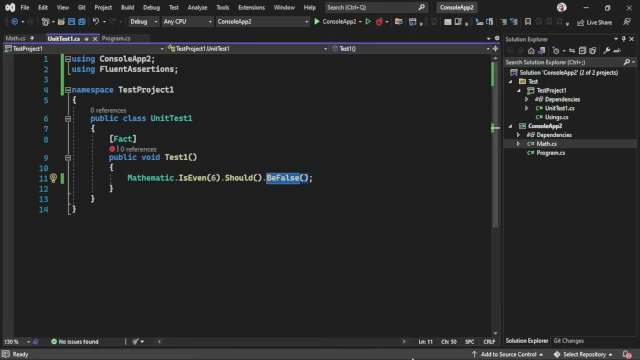 File Edit View Git Project Build Debug Test Analyze Tools Extensions Window Help Search (Ctrl+Q) ConsoleApp2
Debug Any CPU ConsoleApp2 ConsoleApp2 Live Share
Math.cs UnitTest1.cs Program.cs
TestProject1 TestProject1.UnitTest1 Test1()
1 using ConsoleApp2;
2 using FluentAssertions;
3
4 namespace TestProject1
5 {
0 references
6 public class UnitTest1
7 {
8 [Fact]
0 references
9 public void Test1()
10 {
11 Mathematic.IsEven(6).Should().BeFalse();
12 }
13 }
14 }
Solution Explorer
Search Solution Explorer
Solution 'ConsoleApp2' (2 of 2 projects)
Test
TestProject1
Dependencies
UnitTest1.cs
Usings.cs
ConsoleApp2
Dependencies
Math.cs
Program.cs
130 % No issues found Ln: 11 Ch: 50 SPC CRLF
Solution Explorer Git Changes
Ready Add to Source Control Select Repository